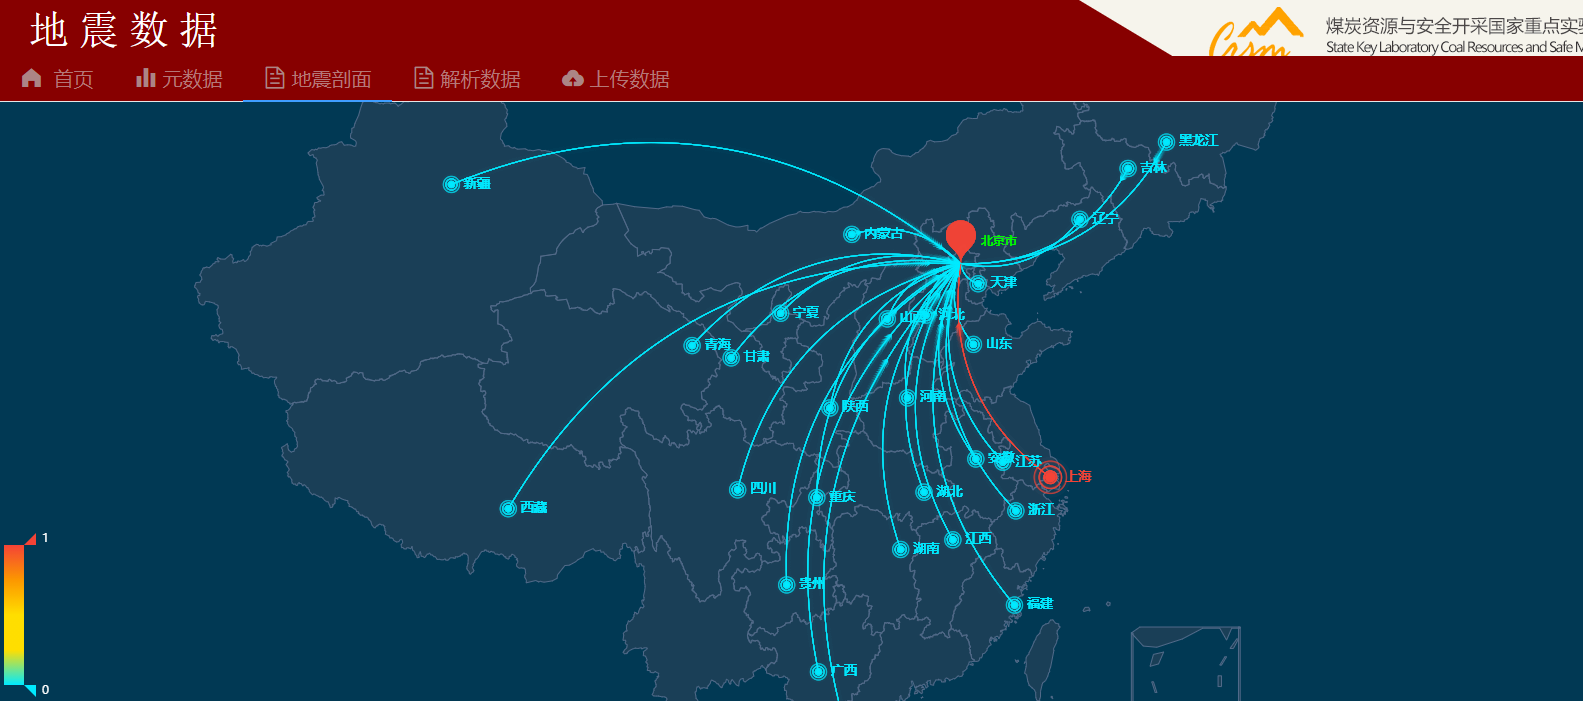 地震数据
煤炭资源与安全开采国家重点实
State Key Laboratory Coal Resources and Safe
首页 元数据 地震剖面 解析数据 上传数据
黑龙江
吉林
新疆
辽宁
内蒙古
北京市
天津
宁夏
山西
河北
青海
山东
甘肃
河南
陕西
安徽
江苏
上海
四川
重庆
湖北
西藏
浙江
江西
1
湖南
贵州
福建
广西
0